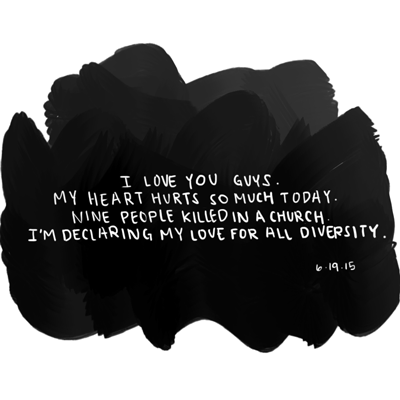 I LOVE YOU GUYS.
MY HEART HURTS SO MUCH TODAY.
NINE PEOPLE KILLED IN A CHURCH.
I'M DECLARING MY LOVE FOR ALL DIVERSITY.
6.19.15